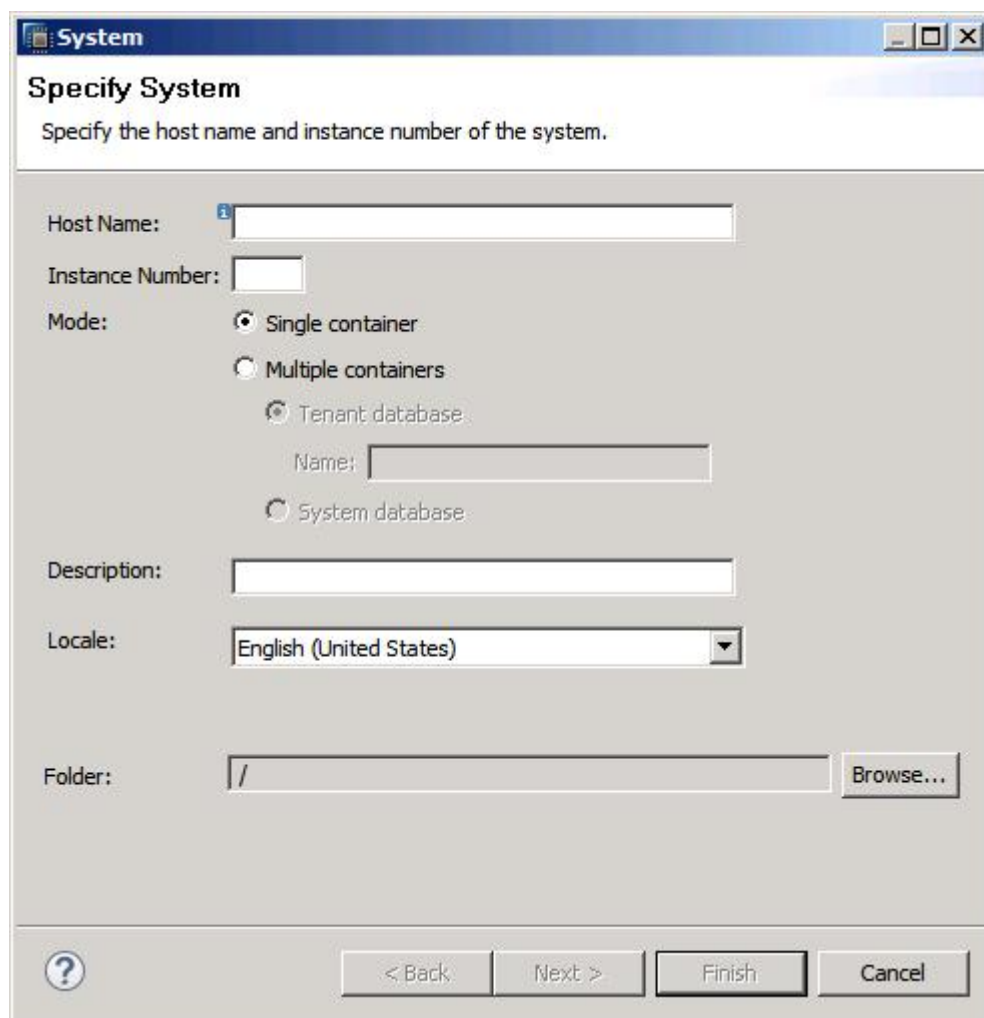 System
Specify System
Specify the host name and instance number of the system.
Host Name:
Instance Number:
Mode: Single container
Multiple containers
Tenant database
Name:
System database
Description:
Locale: English (United States)
Folder: / Browse...
? < Back Next > Finish Cancel